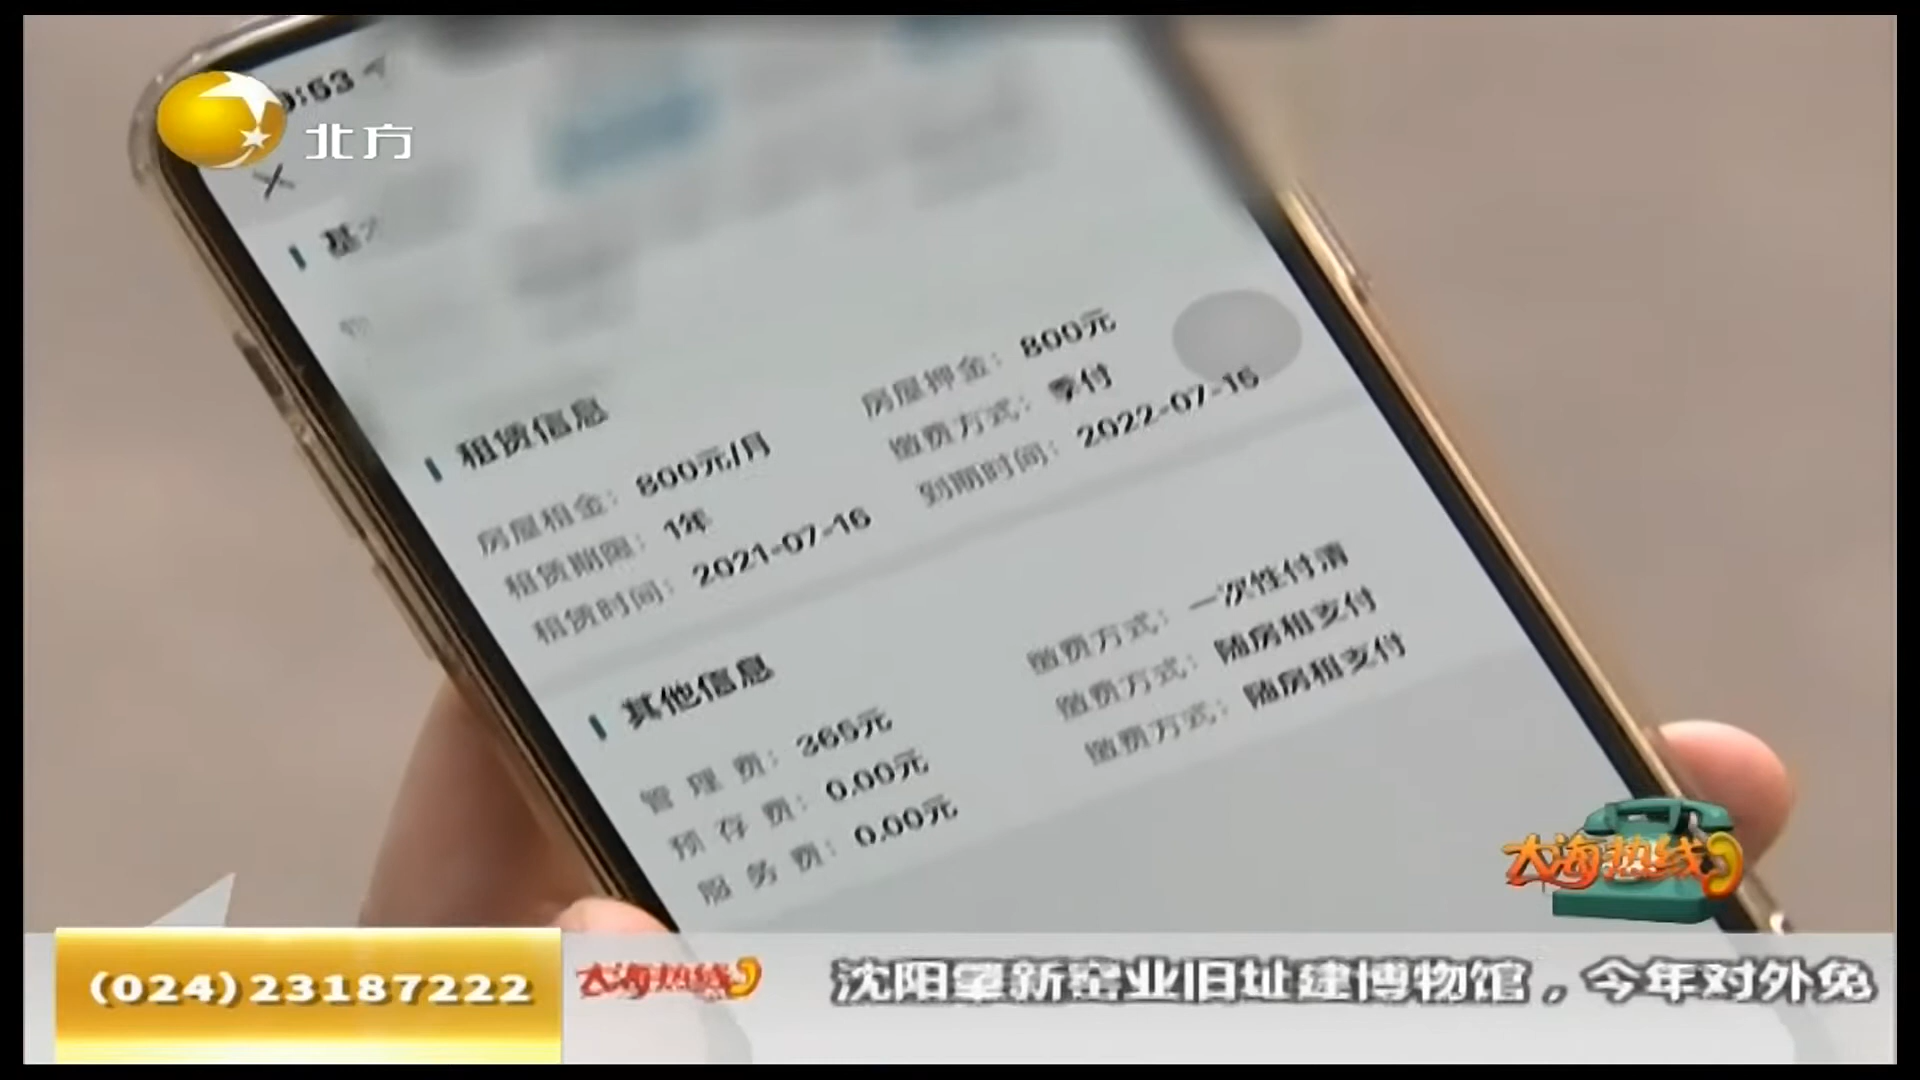 9:53
北方
租赁信息
房屋租金：800元/月
房屋押金：800元
租赁期限：1年
缴费方式：季付
租赁时间：2021-07-16
到期时间：2022-07-15
其他信息
管理费：365元
缴费方式：一次性付清
预存费：0.00元
缴费方式：随房租支付
服务费：0.00元
缴费方式：随房租支付
大海热线
(024)23187222
大海热线
沈阳肇新窑业旧址建博物馆，今年对外免